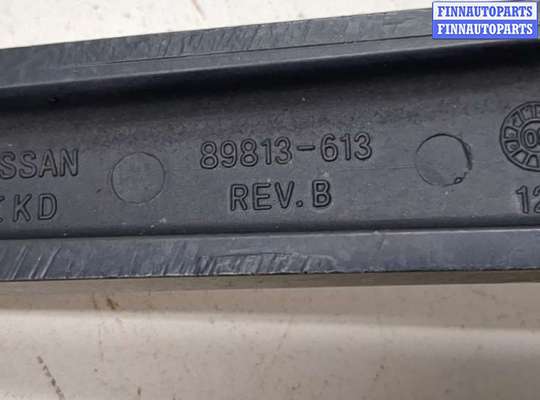 FINNAUTOPARTS
FINNAUTOPARTS
SSAN 89813-613
KD REV.B 12